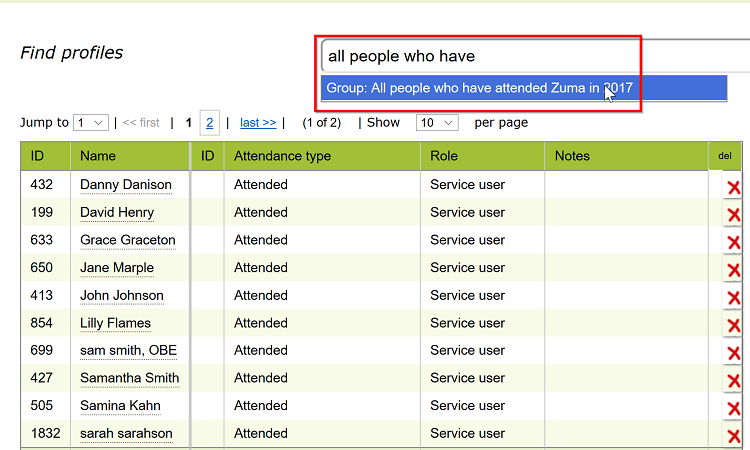 Find profiles
all people who have
Group: All people who have attended Zuma in 2017
Jump to 1 | << first | 1 2 | last >> | (1 of 2) | Show 10 per page
ID Name ID Attendance type Role Notes del
432 Danny Danison Attended Service user
199 David Henry Attended Service user
633 Grace Graceton Attended Service user
650 Jane Marple Attended Service user
413 John Johnson Attended Service user
854 Lilly Flames Attended Service user
699 sam smith, OBE Attended Service user
427 Samantha Smith Attended Service user
505 Samina Kahn Attended Service user
1832 sarah sarahson Attended Service user